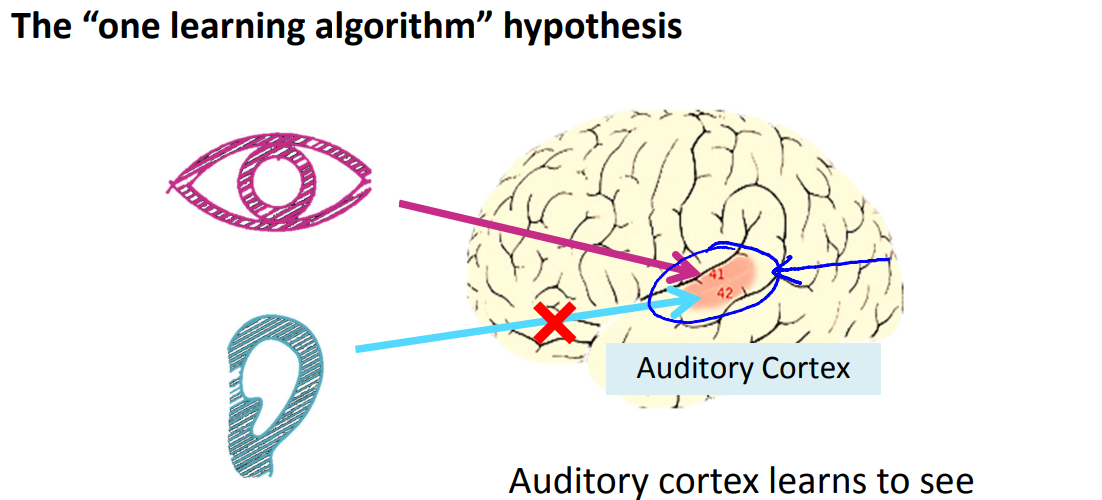 The “one learning algorithm” hypothesis
41
42
Auditory Cortex
Auditory cortex learns to see